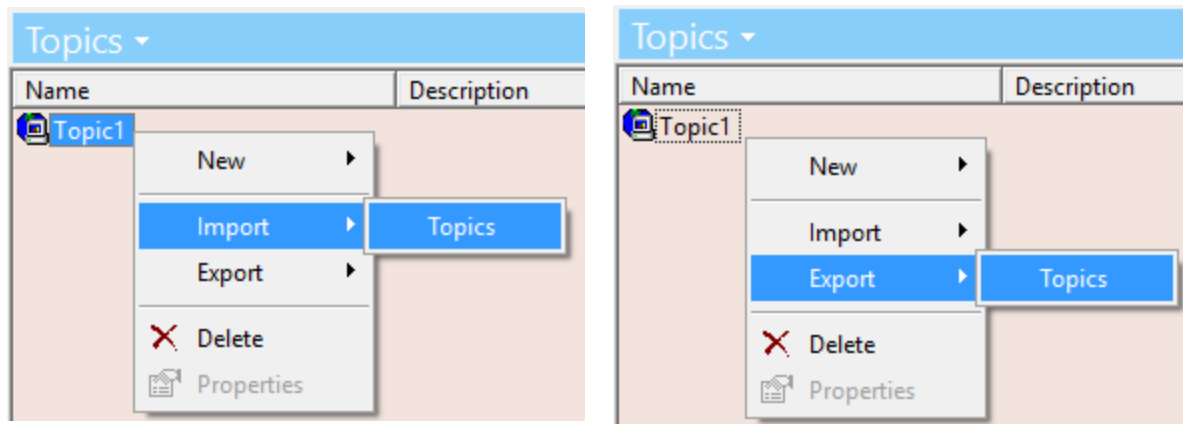 Topics
Name Description
Topic1
New
Import Topics
Export
Delete
Properties
Topics
Name Description
Topic1
New
Import
Export Topics
Delete
Properties